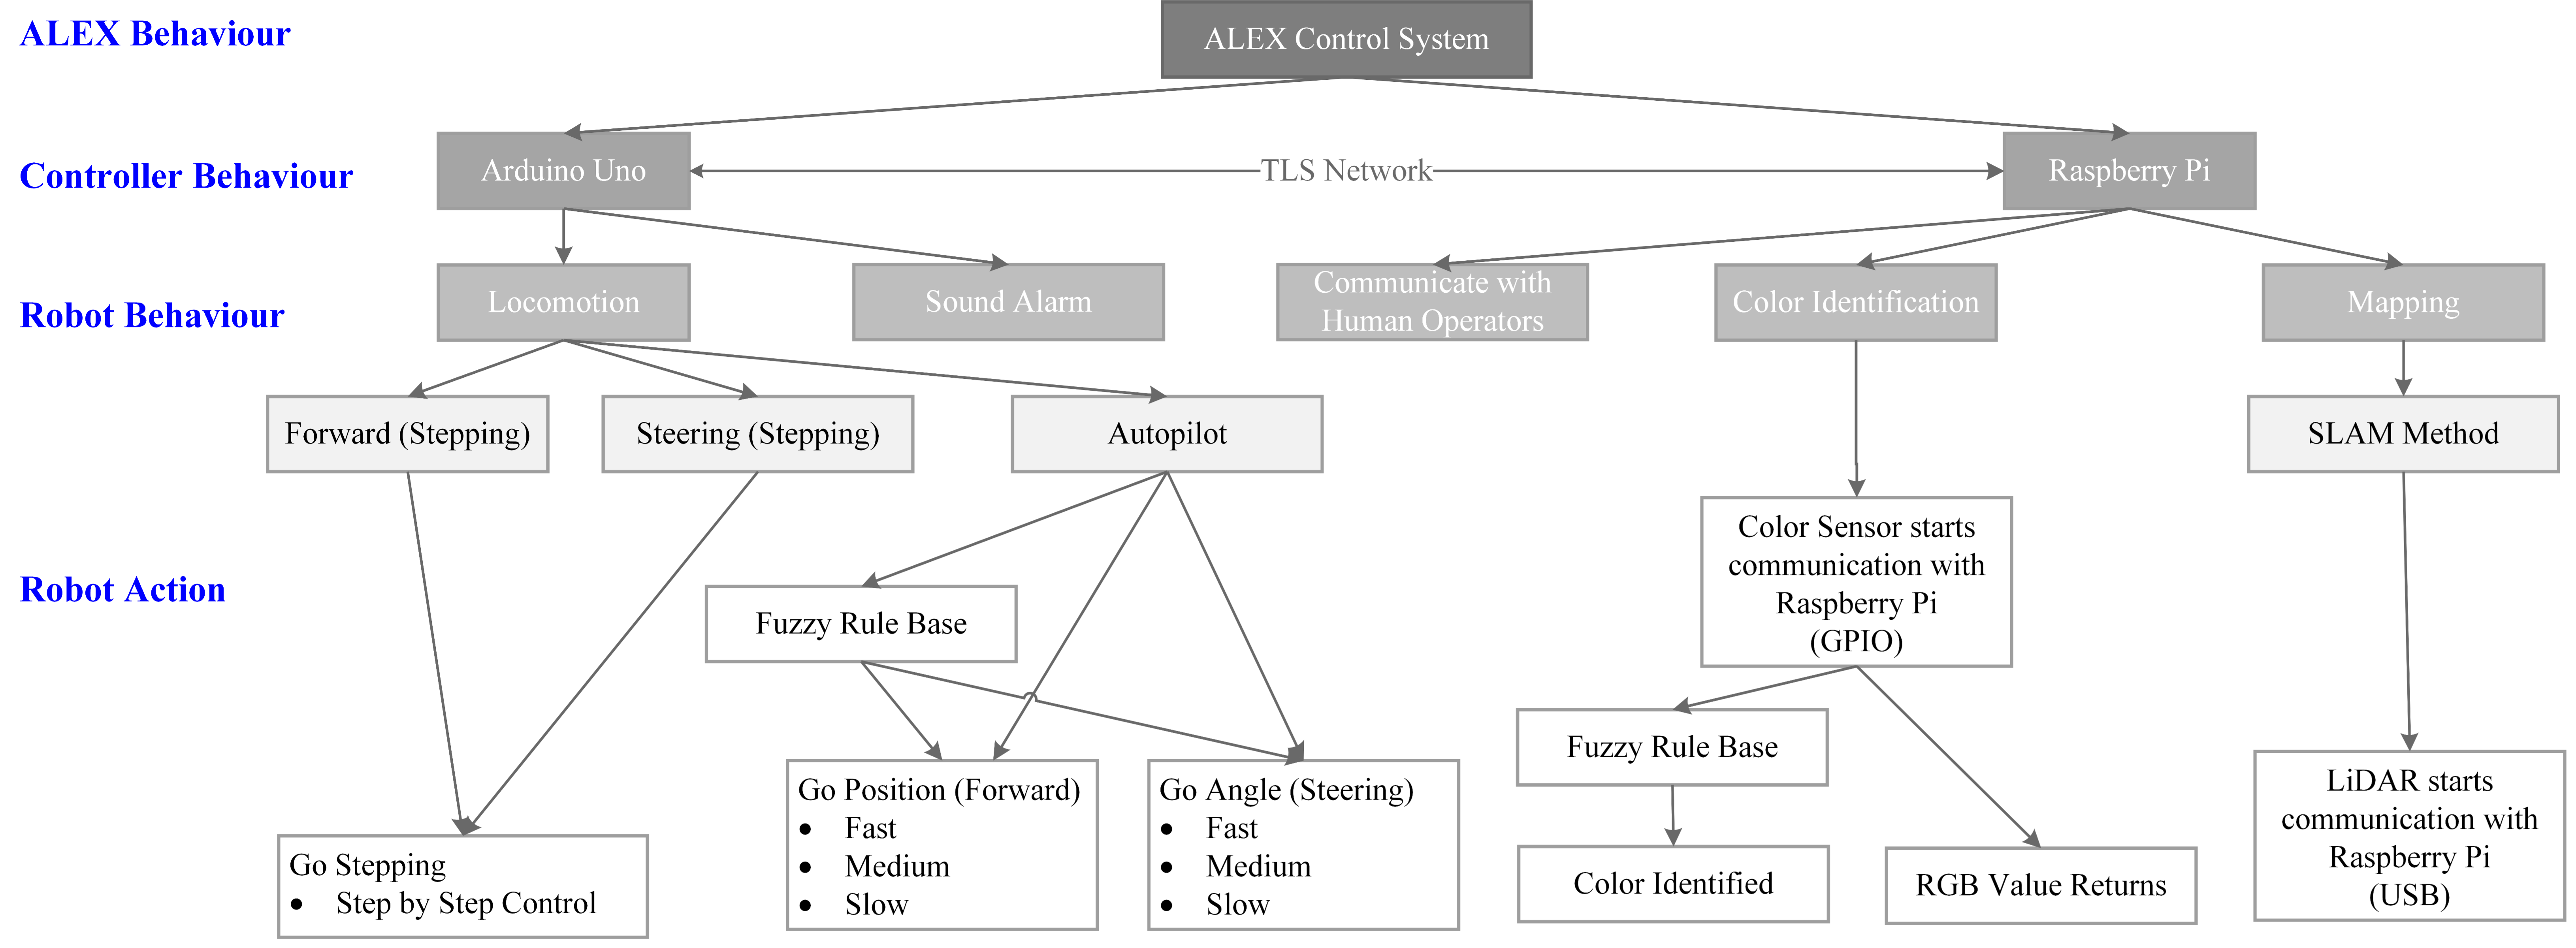 ALEX Behaviour
ALEX Control System
Controller Behaviour
Arduino Uno
TLS Network
Raspberry Pi
Robot Behaviour
Locomotion
Sound Alarm
Communicate with
Human Operators
Color Identification
Mapping
Forward (Stepping)
Steering (Stepping)
Autopilot
SLAM Method
Robot Action
Fuzzy Rule Base
Color Sensor starts
communication with
Raspberry Pi
(GPIO)
Go Stepping
• Step by Step Control
Go Position (Forward)
• Fast
• Medium
• Slow
Go Angle (Steering)
• Fast
• Medium
• Slow
Fuzzy Rule Base
Color Identified
RGB Value Returns
LiDAR starts
communication with
Raspberry Pi
(USB)